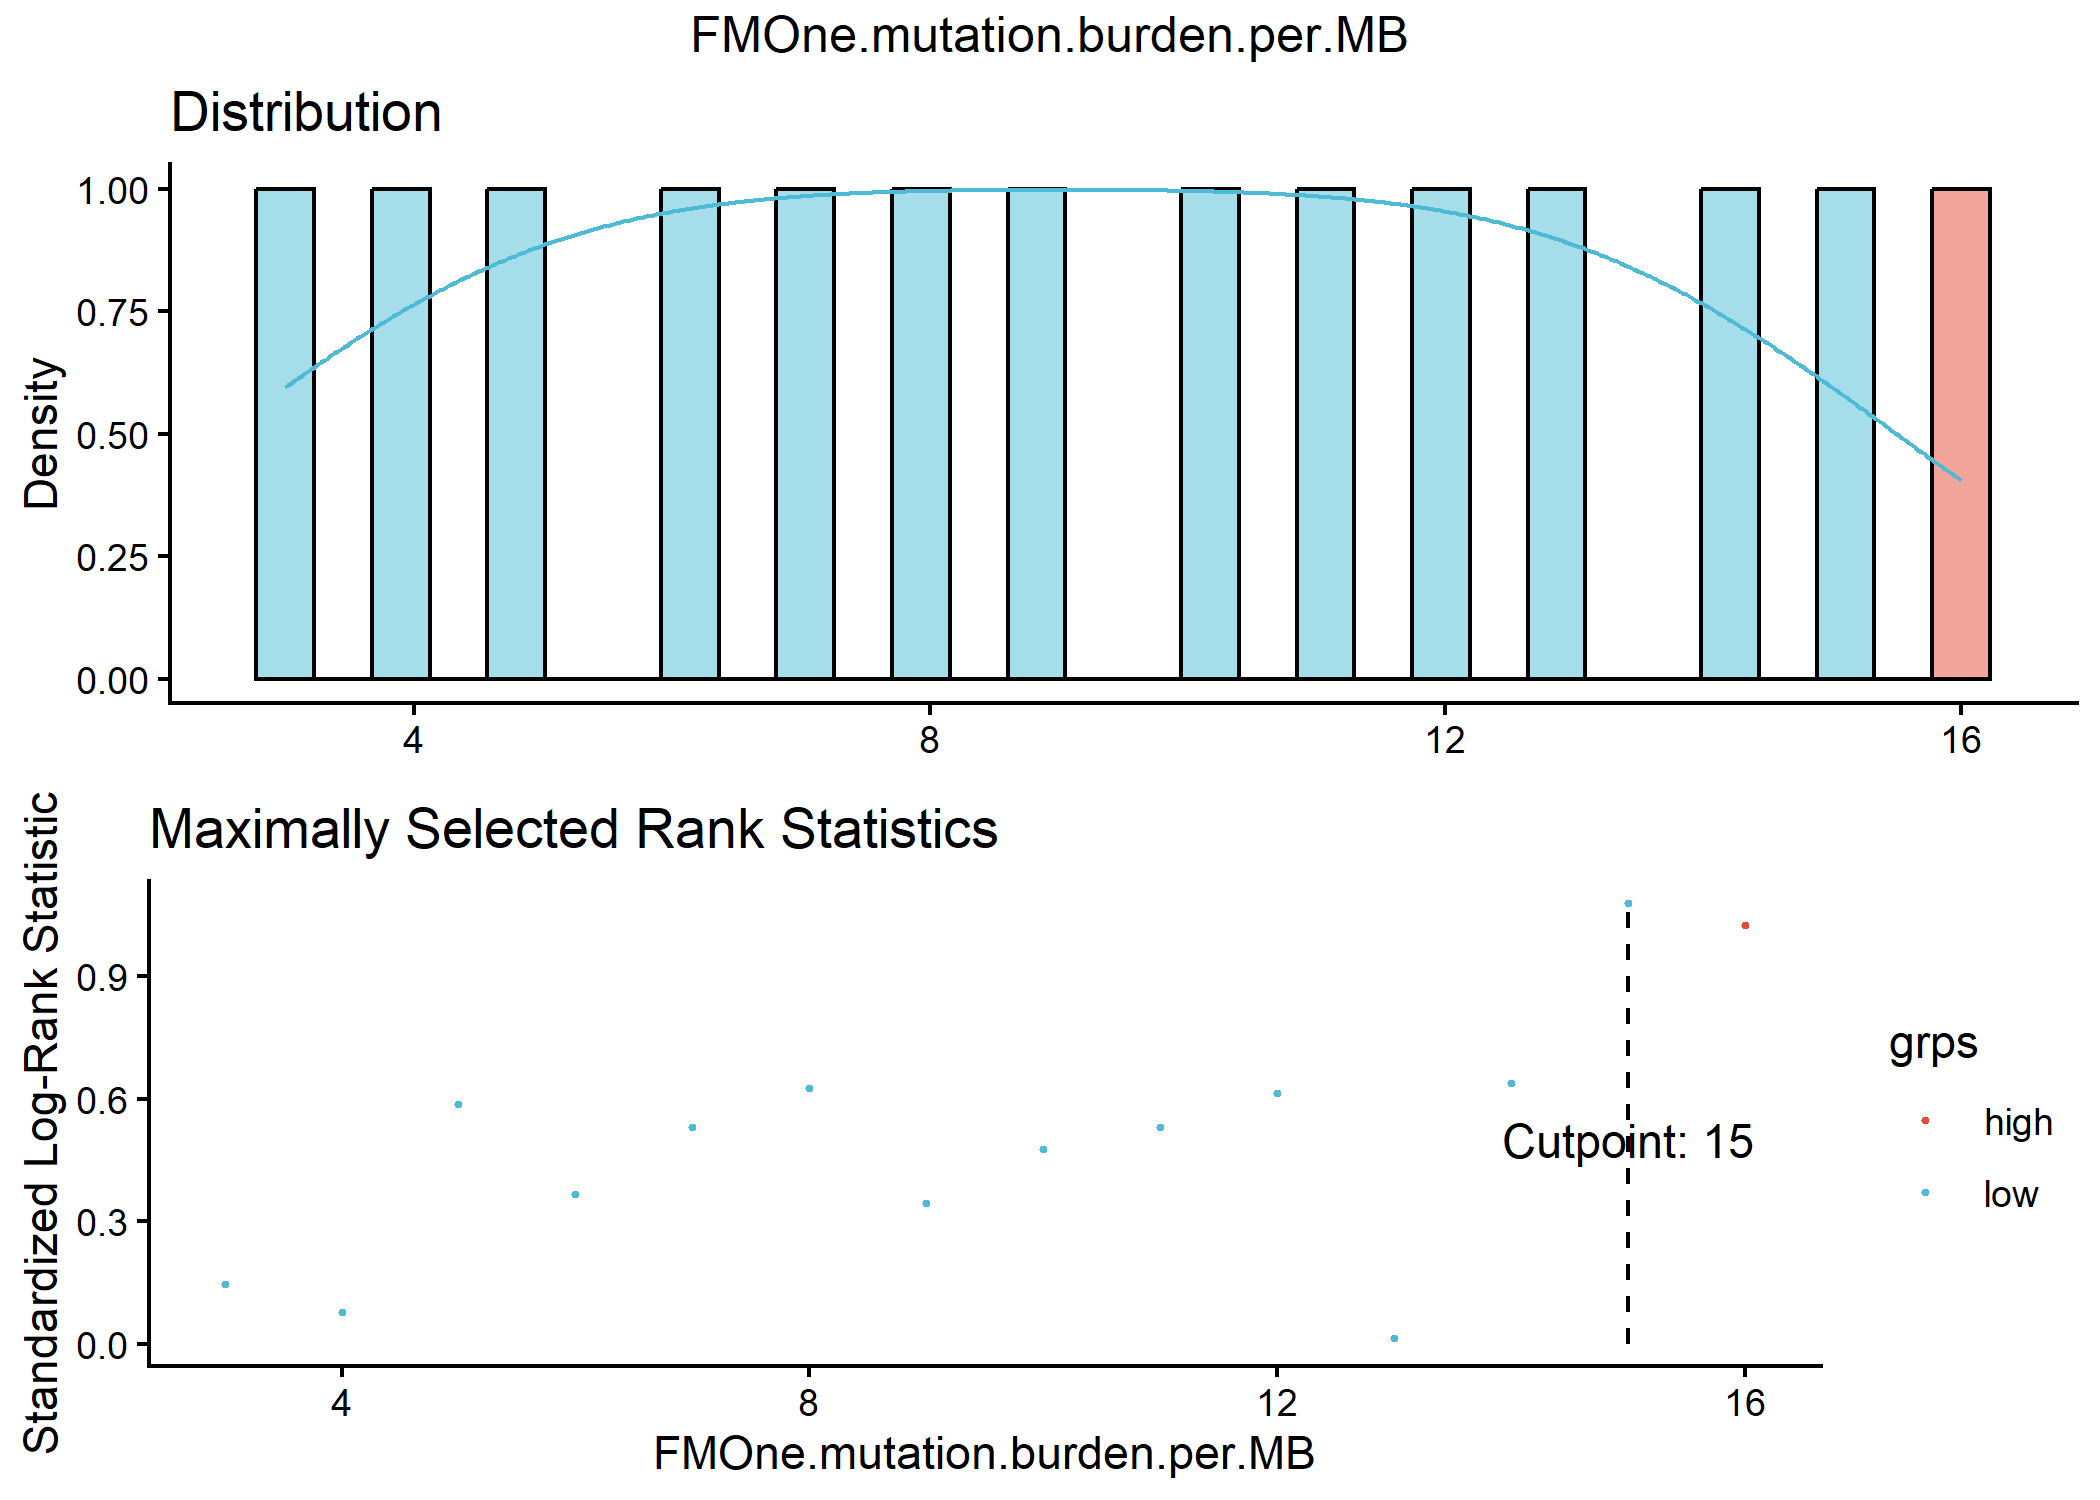 FMOne.mutation.burden.per.MB
Distribution
Density
1.00
0.75
0.50
0.25
0.00
4 8 12 16
Maximally Selected Rank Statistics
Standardized Log-Rank Statistic
0.9
0.6
0.3
0.0
Cutpoint: 15
4 8 12 16
FMOne.mutation.burden.per.MB
grps
high
low